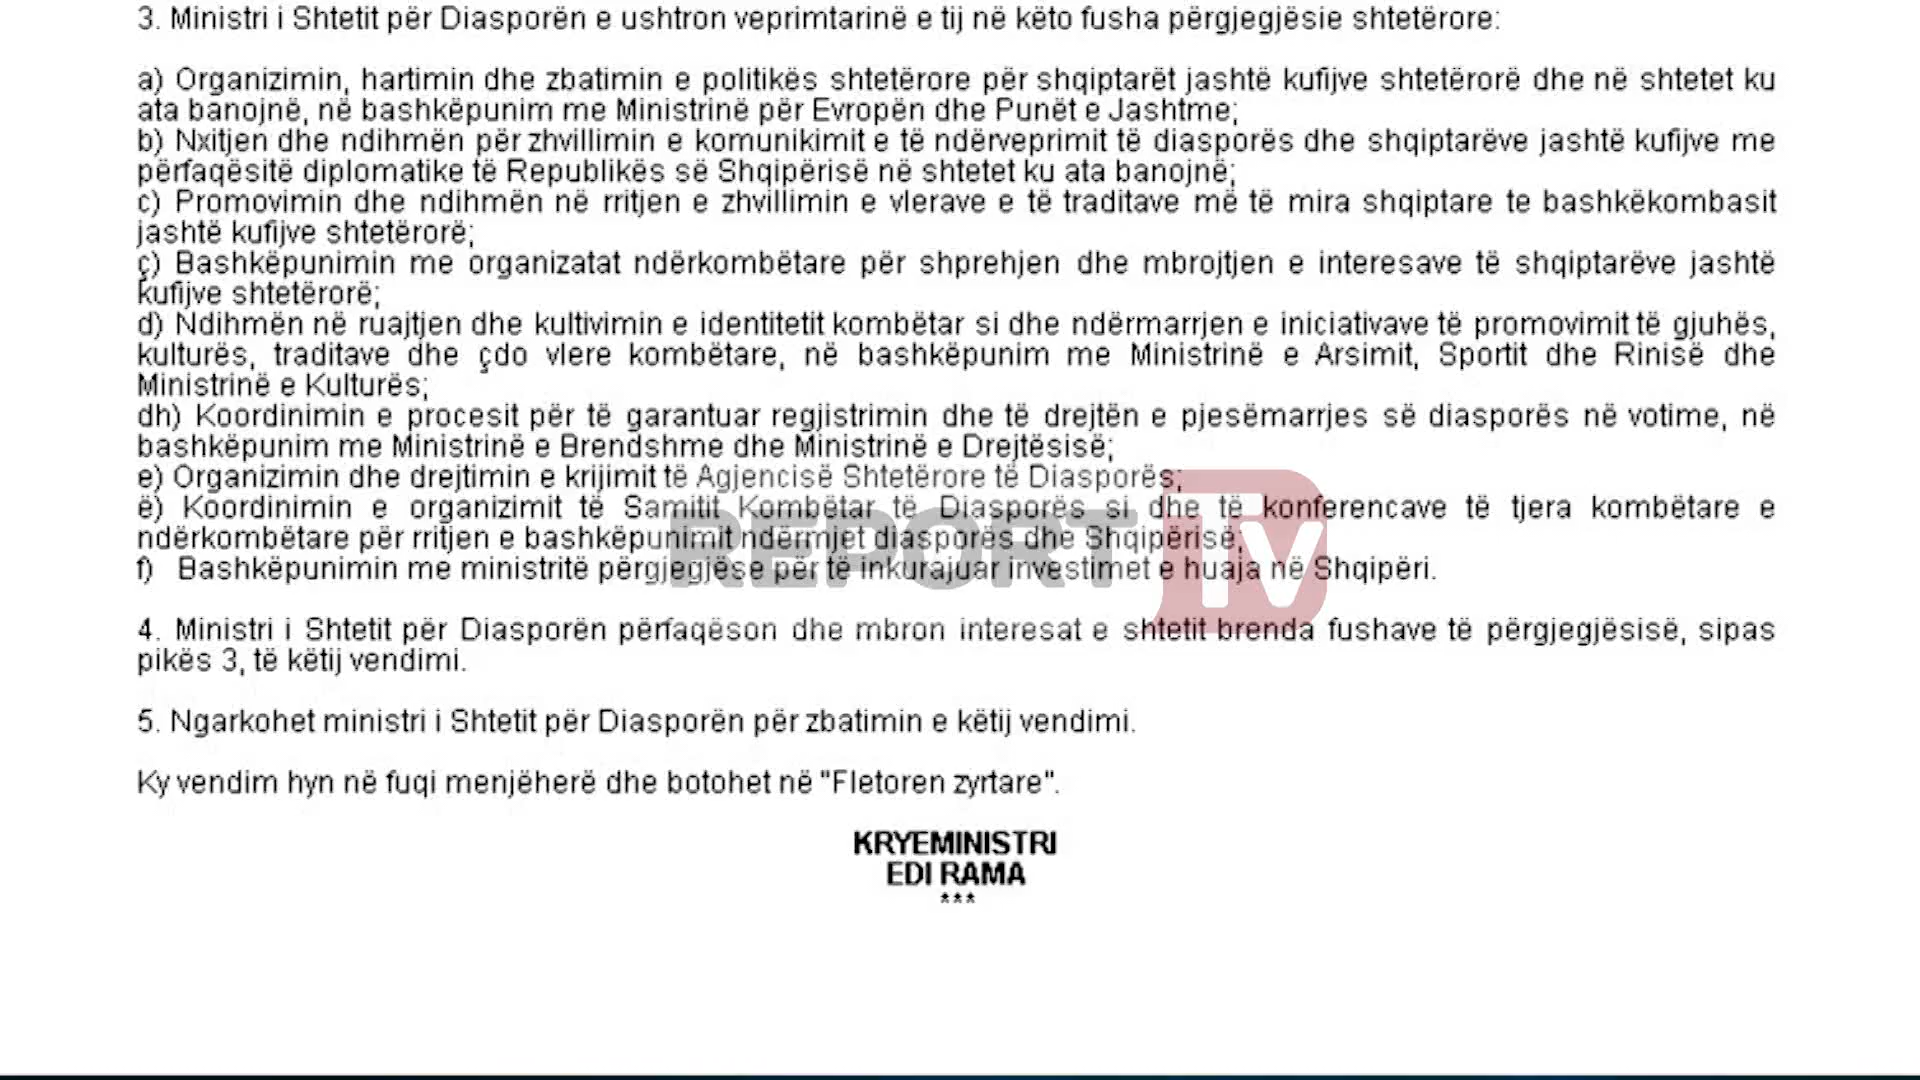 3. Ministri i Shtetit për Diasporën e ushtron veprimtarinë e tij në këto fusha përgjegjësie shtetërore:
a) Organizimin, hartimin dhe zbatimin e politikës shtetërore për shqiptarët jashtë kufijve shtetërorë dhe në shtetet ku
ata banojnë, në bashkëpunim me Ministrinë për Evropën dhe Punët e Jashtme;
b) Nxitjen dhe ndihmën për zhvillimin e komunikimit e të ndërveprimit të diasporës dhe shqiptarëve jashtë kufijve me
përfaqësitë diplomatike të Republikës së Shqipërisë në shtetet ku ata banojnë;
c) Promovimin dhe ndihmën në rritjen e zhvillimin e vlerave e të traditave më të mira shqiptare te bashkëkombasit
jashtë kufijve shtetërorë;
ç) Bashkëpunimin me organizatat ndërkombëtare për shprehjen dhe mbrojtjen e interesave të shqiptarëve jashtë
kufijve shtetërorë;
d) Ndihmën në ruajtjen dhe kultivimin e identitetit kombëtar si dhe ndërmarrjen e iniciativave të promovimit të gjuhës,
kulturës, traditave dhe çdo vlere kombëtare, në bashkëpunim me Ministrinë e Arsimit, Sportit dhe Rinisë dhe
Ministrinë e Kulturës;
dh) Koordinimin e procesit për të garantuar regjistrimin dhe të drejtën e pjesëmarrjes së diasporës në votime, në
bashkëpunim me Ministrinë e Brendshme dhe Ministrinë e Drejtësisë;
e) Organizimin dhe drejtimin e krijimit të Agjencisë Shtetërore të Diasporës;
ë) Koordinimin e organizimit të Samitit Kombëtar të Diasporës si dhe të konferencave të tjera kombëtare e
ndërkombëtare për rritjen e bashkëpunimit ndërmjet diasporës dhe Shqipërisë;
f) Bashkëpunimin me ministritë përgjegjëse për të inkurajuar investimet e huaja në Shqipëri.
REPORT TV
4. Ministri i Shtetit për Diasporën përfaqëson dhe mbron interesat e shtetit brenda fushave të përgjegjësisë, sipas
pikës 3, të këtij vendimi.
5. Ngarkohet ministri i Shtetit për Diasporën për zbatimin e këtij vendimi.
Ky vendim hyn në fuqi menjëherë dhe botohet në "Fletoren zyrtare".
KRYEMINISTRI
EDI RAMA
***